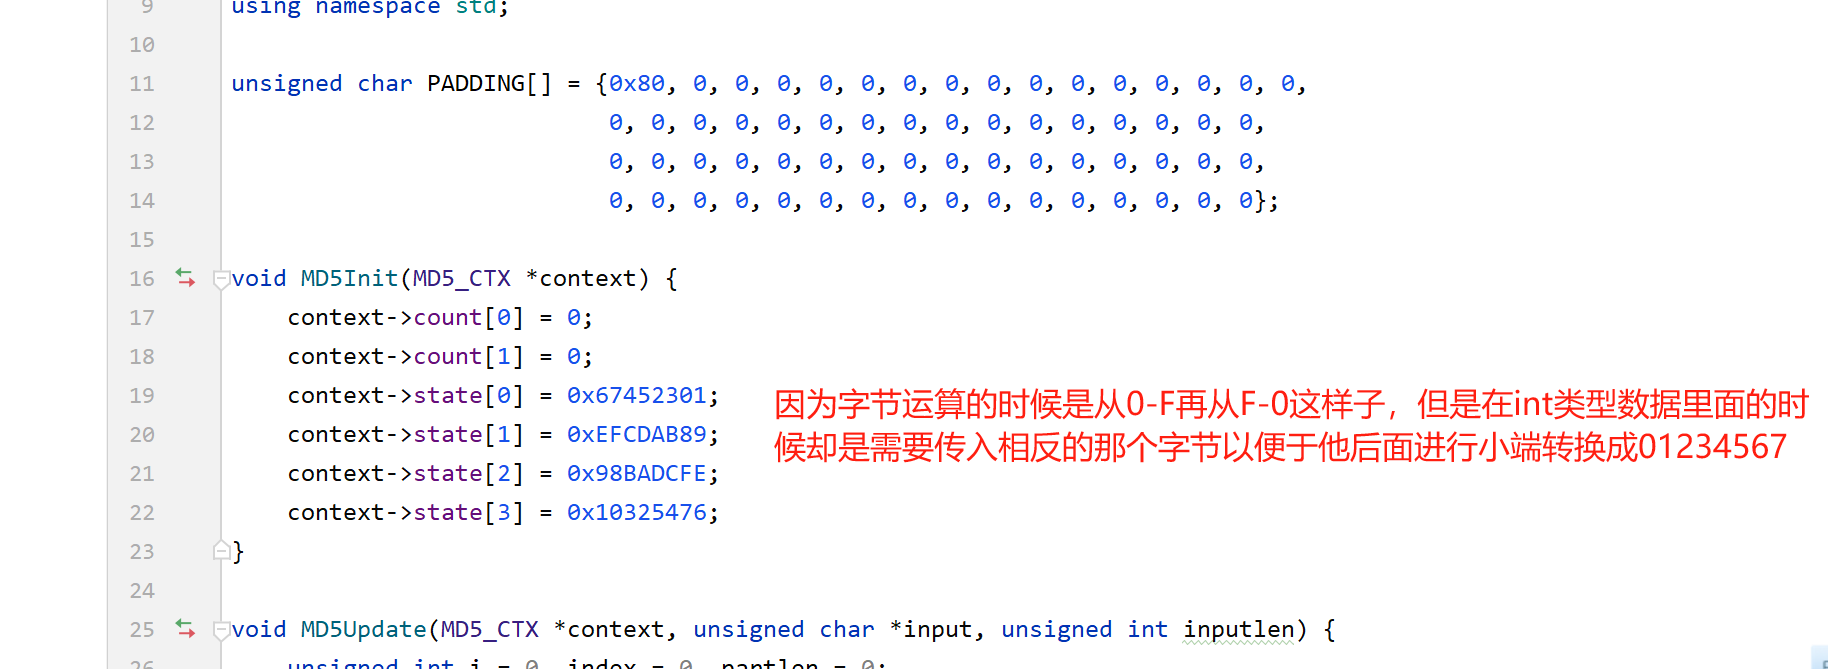 9 using namespace std;
10
11 unsigned char PADDING[] = {0x80, 0, 0, 0, 0, 0, 0, 0, 0, 0, 0, 0, 0, 0, 0, 0,
12 0, 0, 0, 0, 0, 0, 0, 0, 0, 0, 0, 0, 0, 0, 0, 0,
13 0, 0, 0, 0, 0, 0, 0, 0, 0, 0, 0, 0, 0, 0, 0, 0,
14 0, 0, 0, 0, 0, 0, 0, 0, 0, 0, 0, 0, 0, 0, 0, 0};
15
16 void MD5Init(MD5_CTX *context) {
17 context->count[0] = 0;
18 context->count[1] = 0;
19 context->state[0] = 0x67452301; 因为字节运算的时候是从0-F再从F-0这样子，但是在int类型数据里面的时
20 context->state[1] = 0xEFCDAB89; 候却是需要传入相反的那个字节以便于他后面进行小端转换成01234567
21 context->state[2] = 0x98BADCFE;
22 context->state[3] = 0x10325476;
23 }
24
25 void MD5Update(MD5_CTX *context, unsigned char *input, unsigned int inputlen) {
26 unsigned int i = 0, index = 0, partlen = 0;